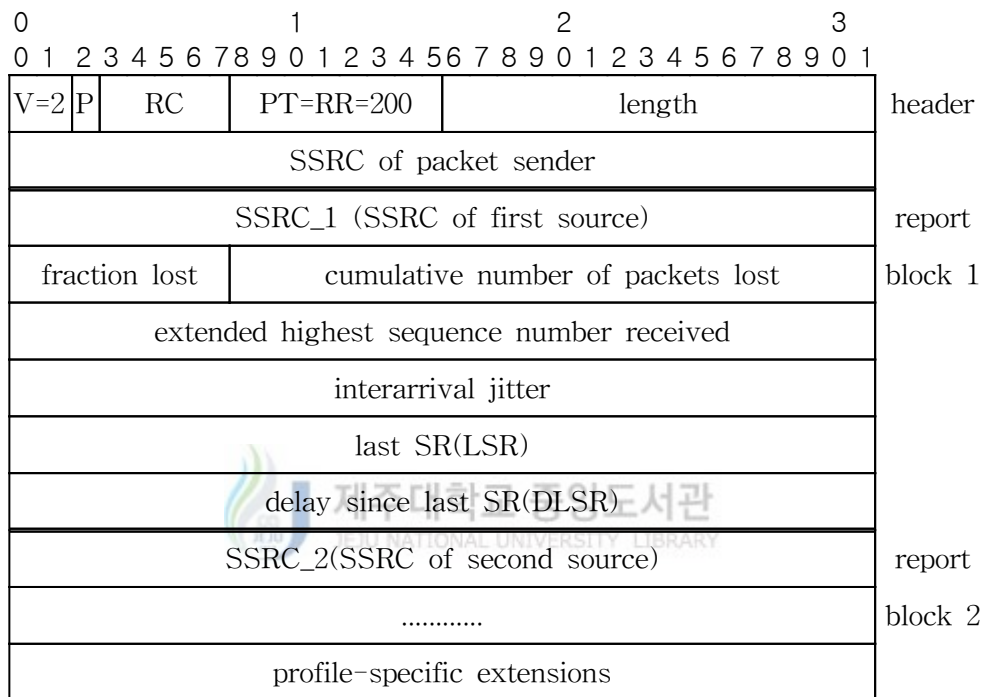 0 1 2 3
0 1 2 3 4 5 6 7 8 9 0 1 2 3 4 5 6 7 8 9 0 1 2 3 4 5 6 7 8 9 0 1
V=2 P RC PT=RR=200 length header
SSRC of packet sender
SSRC_1 (SSRC of first source) report
fraction lost cumulative number of packets lost block 1
extended highest sequence number received
interarrival jitter
last SR(LSR)
delay since last SR(DLSR)
제주대학교 중앙도서관
JEJU NATIONAL UNIVERSITY LIBRARY
SSRC_2(SSRC of second source) report
............ block 2
profile-specific extensions